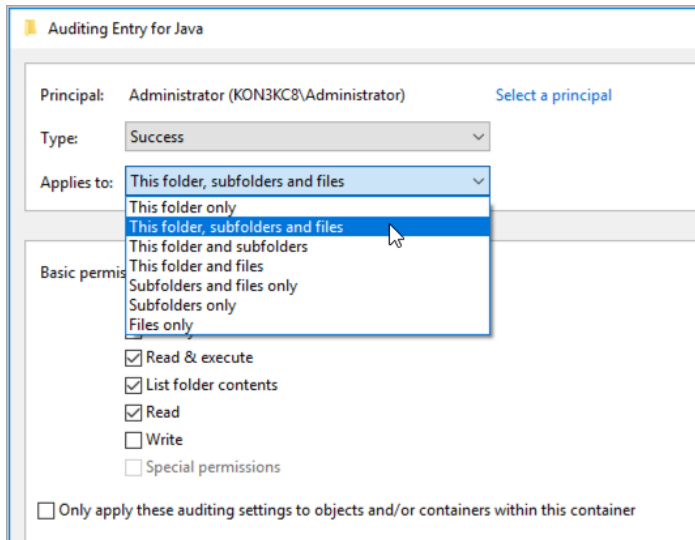 Auditing Entry for Java
Principal: Administrator (KON3KC8\Administrator) Select a principal
Type: Success
Applies to: This folder, subfolders and files
This folder only
This folder, subfolders and files
This folder and subfolders
This folder and files
Subfolders and files only
Subfolders only
Files only
Basic permis
Read & execute
List folder contents
Read
Write
Special permissions
Only apply these auditing settings to objects and/or containers within this container